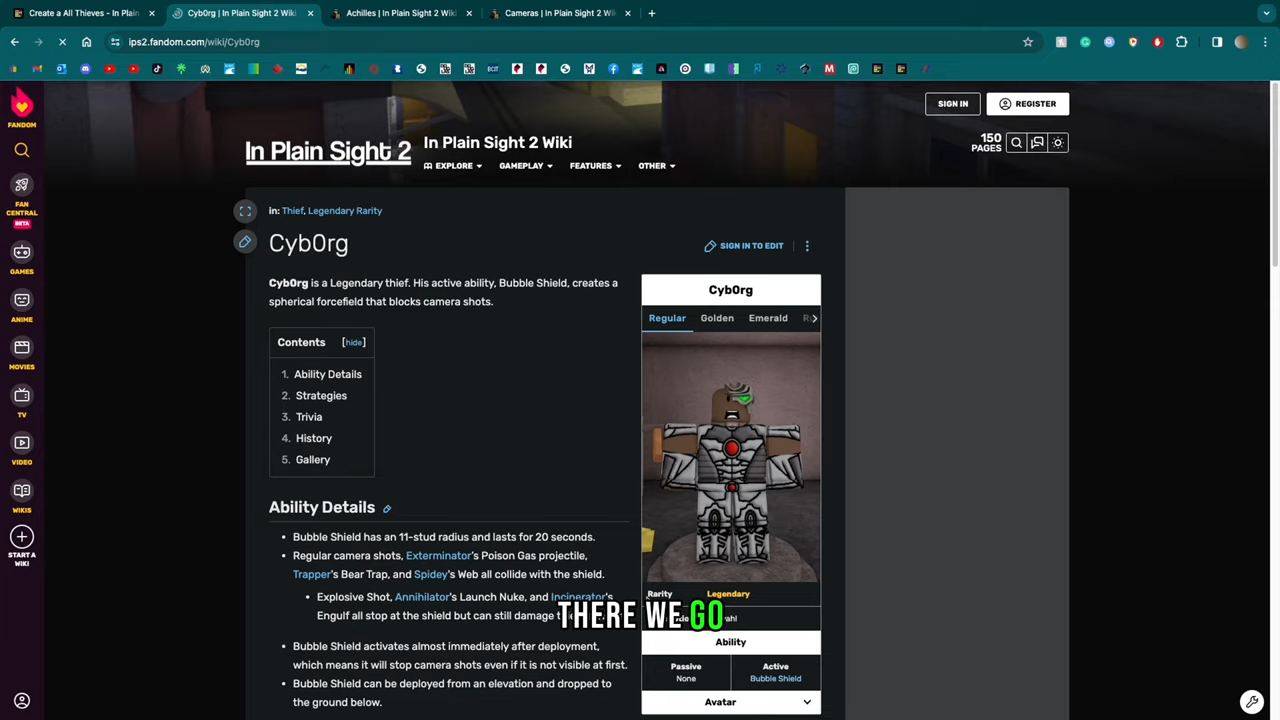 Create a All Thieves - In Plain
Cyb0rg | In Plain Sight 2 Wiki
Achilles | In Plain Sight 2 Wiki
Cameras | In Plain Sight 2 Wiki
ips2.fandom.com/wiki/Cyb0rg
SIGN IN
REGISTER
FANDOM
FAN
CENTRAL
BETA
GAMES
ANIME
MOVIES
TV
VIDEO
WIKIS
START A
WIKI
In Plain Sight 2
In Plain Sight 2 Wiki
EXPLORE
GAMEPLAY
FEATURES
OTHER
150
PAGES
in: Thief, Legendary Rarity
Cyb0rg
SIGN IN TO EDIT
Cyb0rg is a Legendary thief. His active ability, Bubble Shield, creates a
spherical forcefield that blocks camera shots.
Contents [hide]
1. Ability Details
2. Strategies
3. Trivia
4. History
5. Gallery
Ability Details
Bubble Shield has an 11-stud radius and lasts for 20 seconds.
Regular camera shots, Exterminator's Poison Gas projectile,
Trapper's Bear Trap, and Spidey's Web all collide with the shield.
Explosive Shot, Annihilator's Launch Nuke, and Incinerator's
Engulf all stop at the shield but can still damage
Bubble Shield activates almost immediately after deployment,
which means it will stop camera shots even if it is not visible at first.
Bubble Shield can be deployed from an elevation and dropped to
the ground below.
Cyb0rg
Regular Golden Emerald
Rarity Legendary
Ability
Passive Active
None Bubble Shield
Avatar
THERE WE GO